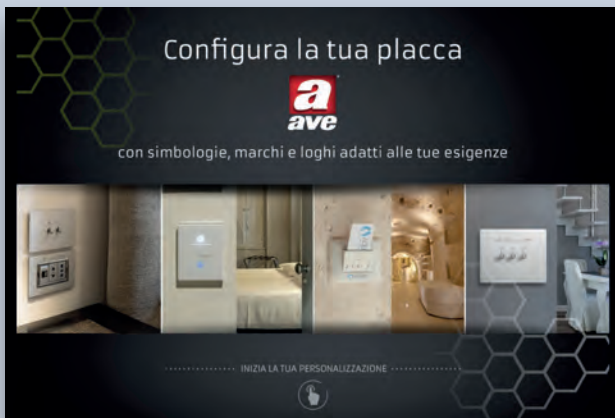 Configura la tua placca
a
ave
con simbologie, marchi e loghi adatti alle tue esigenze
INIZIA LA TUA PERSONALIZZAZIONE